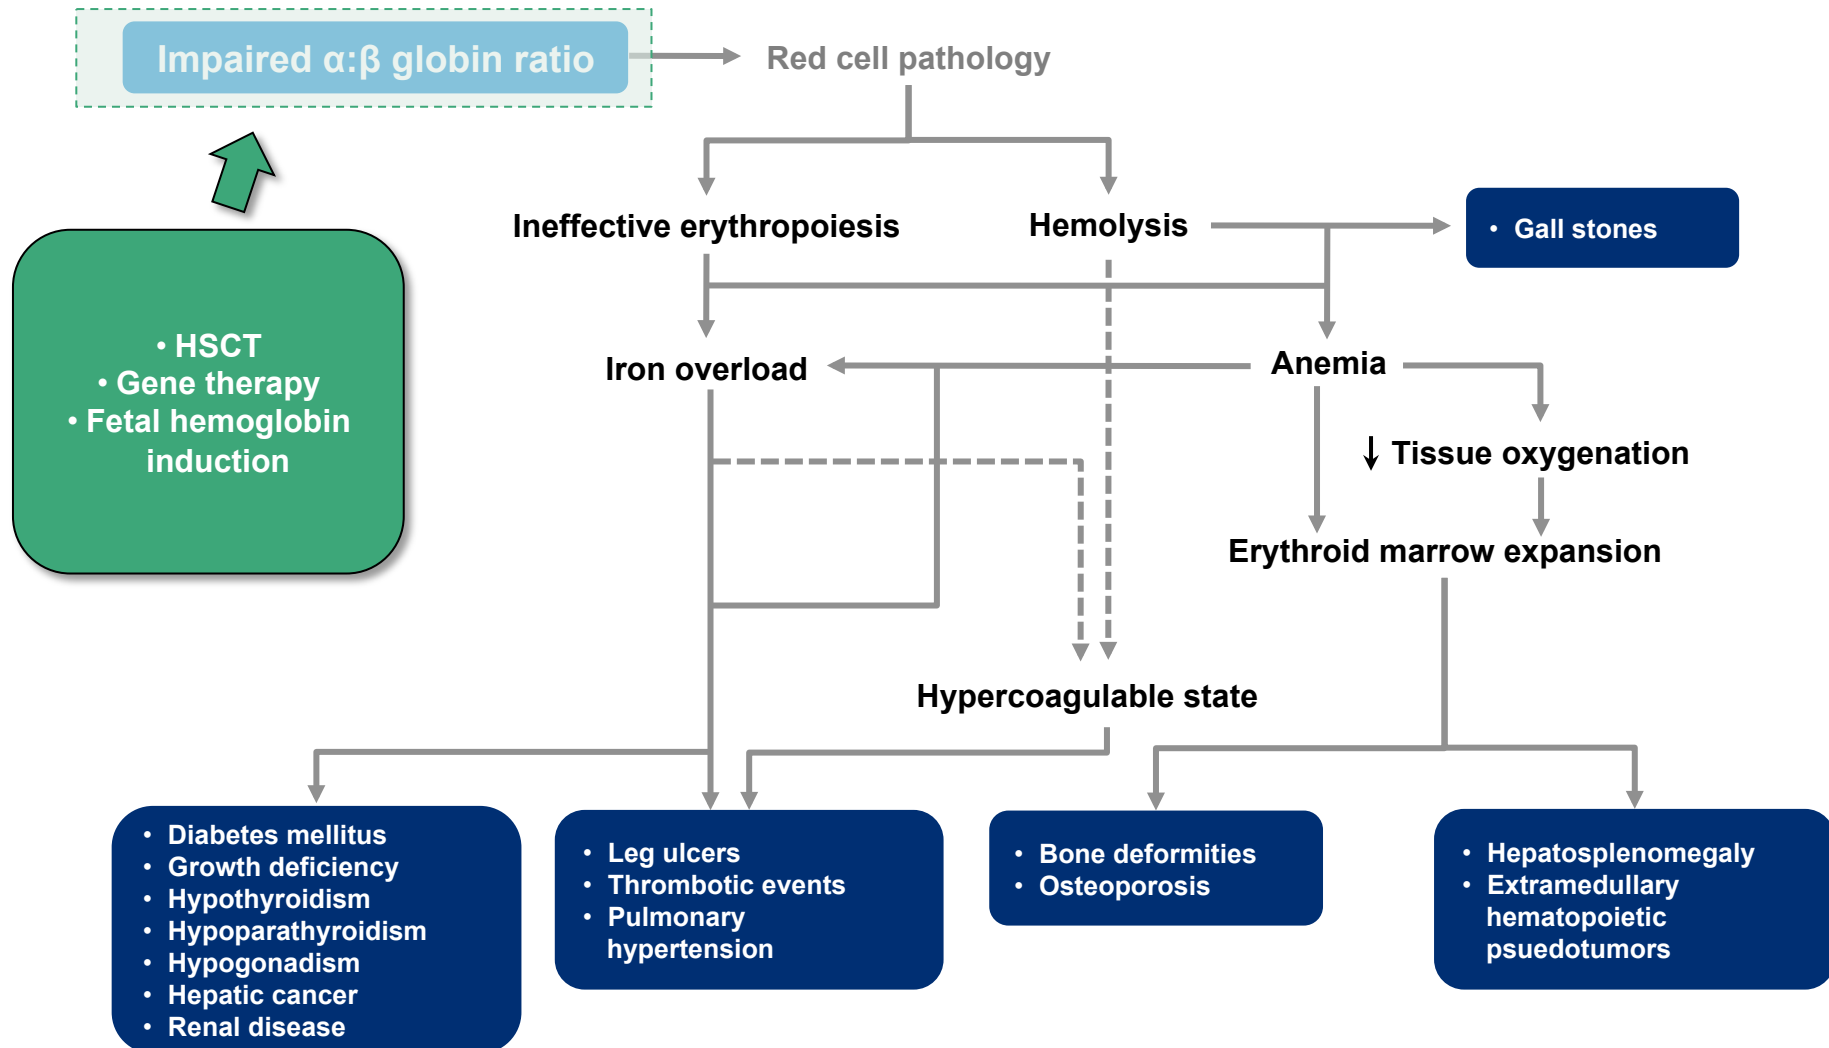 Impaired α:β globin ratio
Red cell pathology
Ineffective erythropoiesis
Hemolysis
• Gall stones
• HSCT
• Gene therapy
• Fetal hemoglobin
induction
Iron overload
Anemia
↓ Tissue oxygenation
Erythroid marrow expansion
Hypercoagulable state
• Diabetes mellitus
• Growth deficiency
• Hypothyroidism
• Hypoparathyroidism
• Hypogonadism
• Hepatic cancer
• Renal disease
• Leg ulcers
• Thrombotic events
• Pulmonary
hypertension
• Bone deformities
• Osteoporosis
• Hepatosplenomegaly
• Extramedullary
hematopoietic
psuedotumors